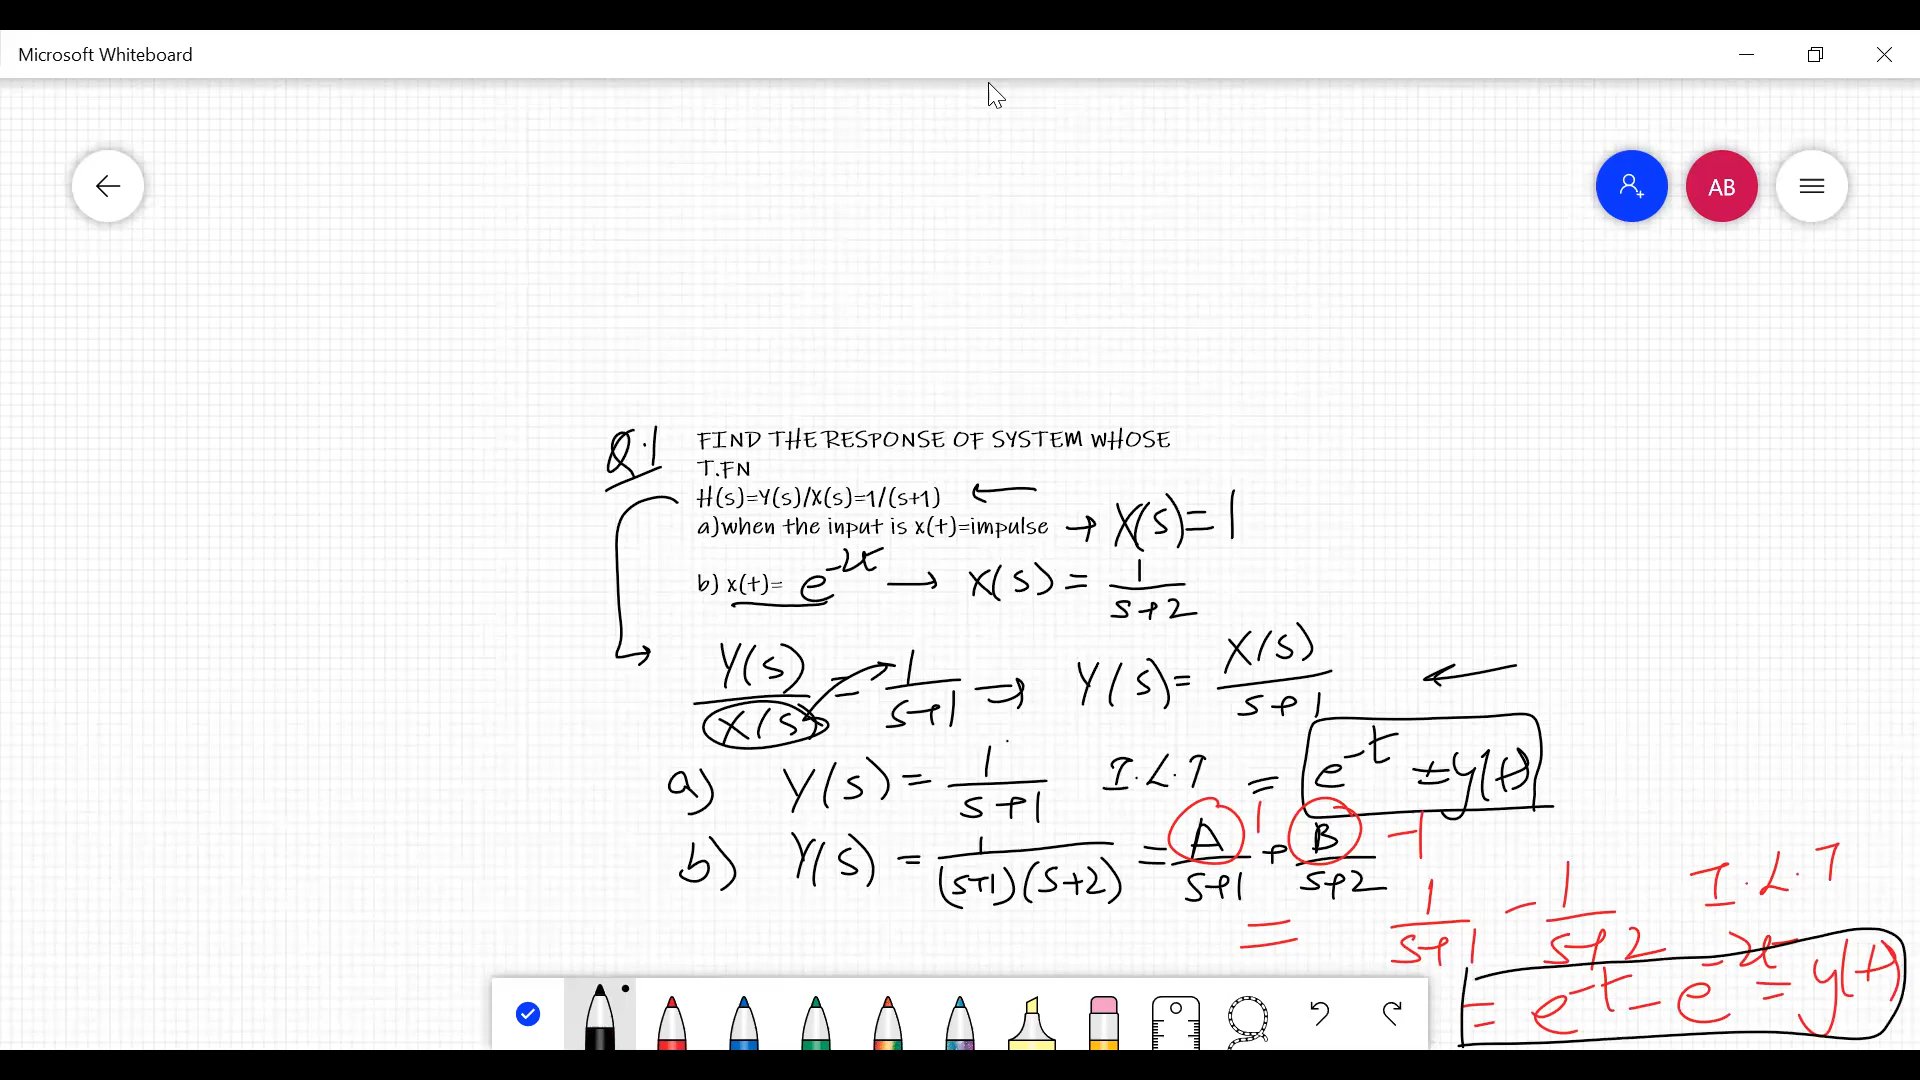 Microsoft Whiteboard
AB
Q.1 FIND THE RESPONSE OF SYSTEM WHOSE
T.FN
H(s)=Y(s)/X(s)=1/(s+1) ←
a)when the input is x(t)=impulse → X(s)=1
b) x(t)= e^-2t → X(s) = 1/(s+2)
Y(s)/X(s) = 1/(s+1) → Y(s) = X(s)/(s+1) ←
a) Y(s) = 1/(s+1) I.L.T = e^-t = y(t)
b) Y(s) = 1/((s+1)(s+2)) = A/(s+1) + B/(s+2) 1 -1
= 1/(s+1) - 1/(s+2) I.L.T
= e^-t - e^-2t = y(t)